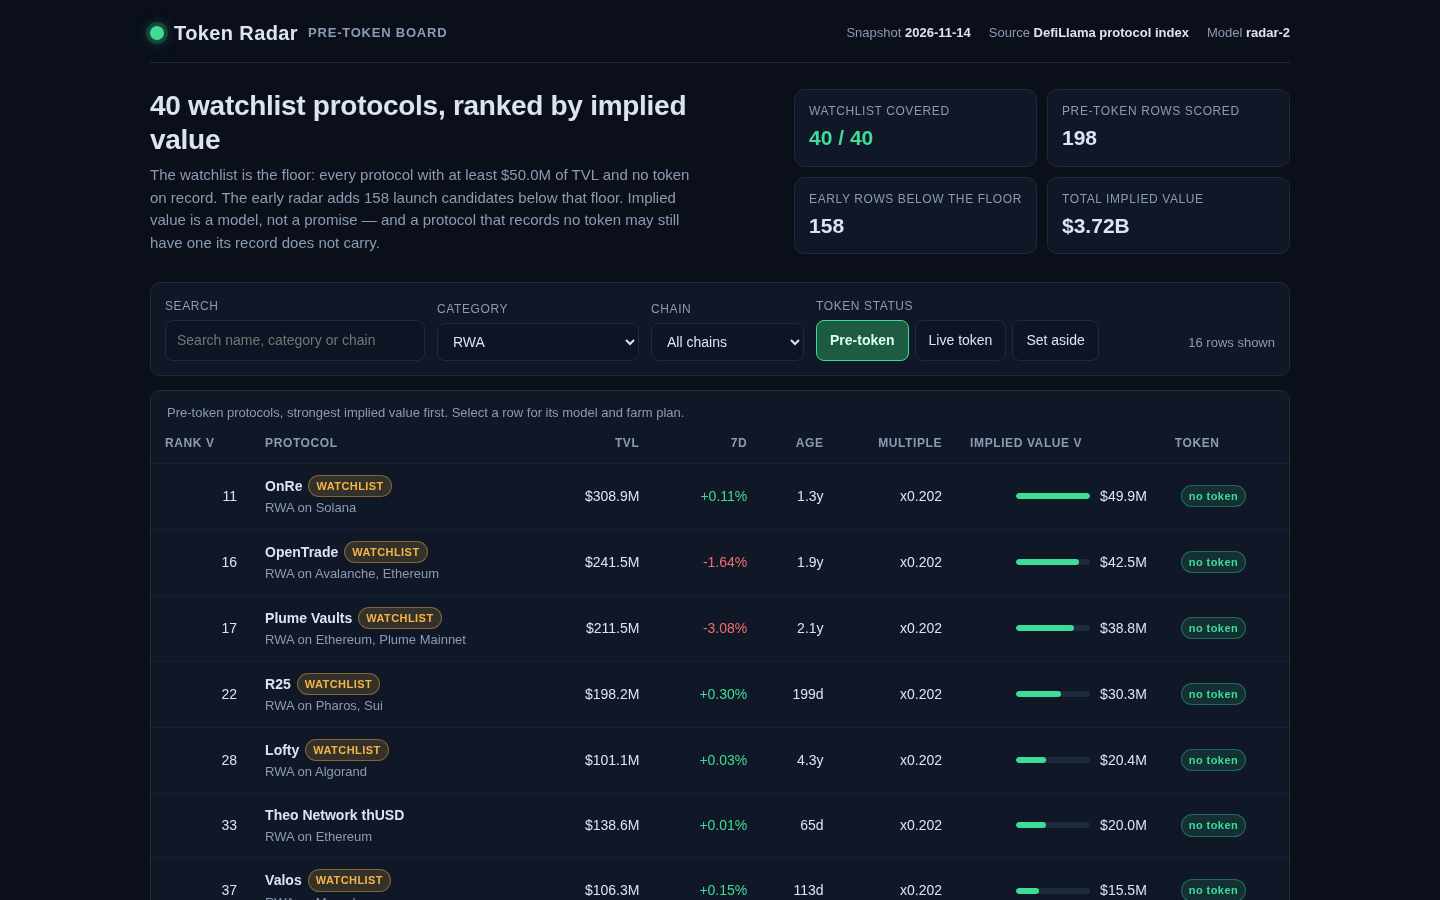 Token Radar PRE-TOKEN BOARD
Snapshot 2026-11-14 Source DefiLlama protocol index Model radar-2
40 watchlist protocols, ranked by implied
value
The watchlist is the floor: every protocol with at least $50.0M of TVL and no token
on record. The early radar adds 158 launch candidates below that floor. Implied
value is a model, not a promise — and a protocol that records no token may still
have one its record does not carry.
WATCHLIST COVERED
40 / 40
PRE-TOKEN ROWS SCORED
198
EARLY ROWS BELOW THE FLOOR
158
TOTAL IMPLIED VALUE
$3.72B
SEARCH
Search name, category or chain
CATEGORY
RWA
CHAIN
All chains
TOKEN STATUS
Pre-token Live token Set aside
16 rows shown
Pre-token protocols, strongest implied value first. Select a row for its model and farm plan.
RANK V PROTOCOL TVL 7D AGE MULTIPLE IMPLIED VALUE V TOKEN
11 OnRe WATCHLIST $308.9M +0.11% 1.3y x0.202 $49.9M no token
RWA on Solana
16 OpenTrade WATCHLIST $241.5M -1.64% 1.9y x0.202 $42.5M no token
RWA on Avalanche, Ethereum
17 Plume Vaults WATCHLIST $211.5M -3.08% 2.1y x0.202 $38.8M no token
RWA on Ethereum, Plume Mainnet
22 R25 WATCHLIST $198.2M +0.30% 199d x0.202 $30.3M no token
RWA on Pharos, Sui
28 Lofty WATCHLIST $101.1M +0.03% 4.3y x0.202 $20.4M no token
RWA on Algorand
33 Theo Network thUSD $138.6M +0.01% 65d x0.202 $20.0M no token
RWA on Ethereum
37 Valos WATCHLIST $106.3M +0.15% 113d x0.202 $15.5M no token